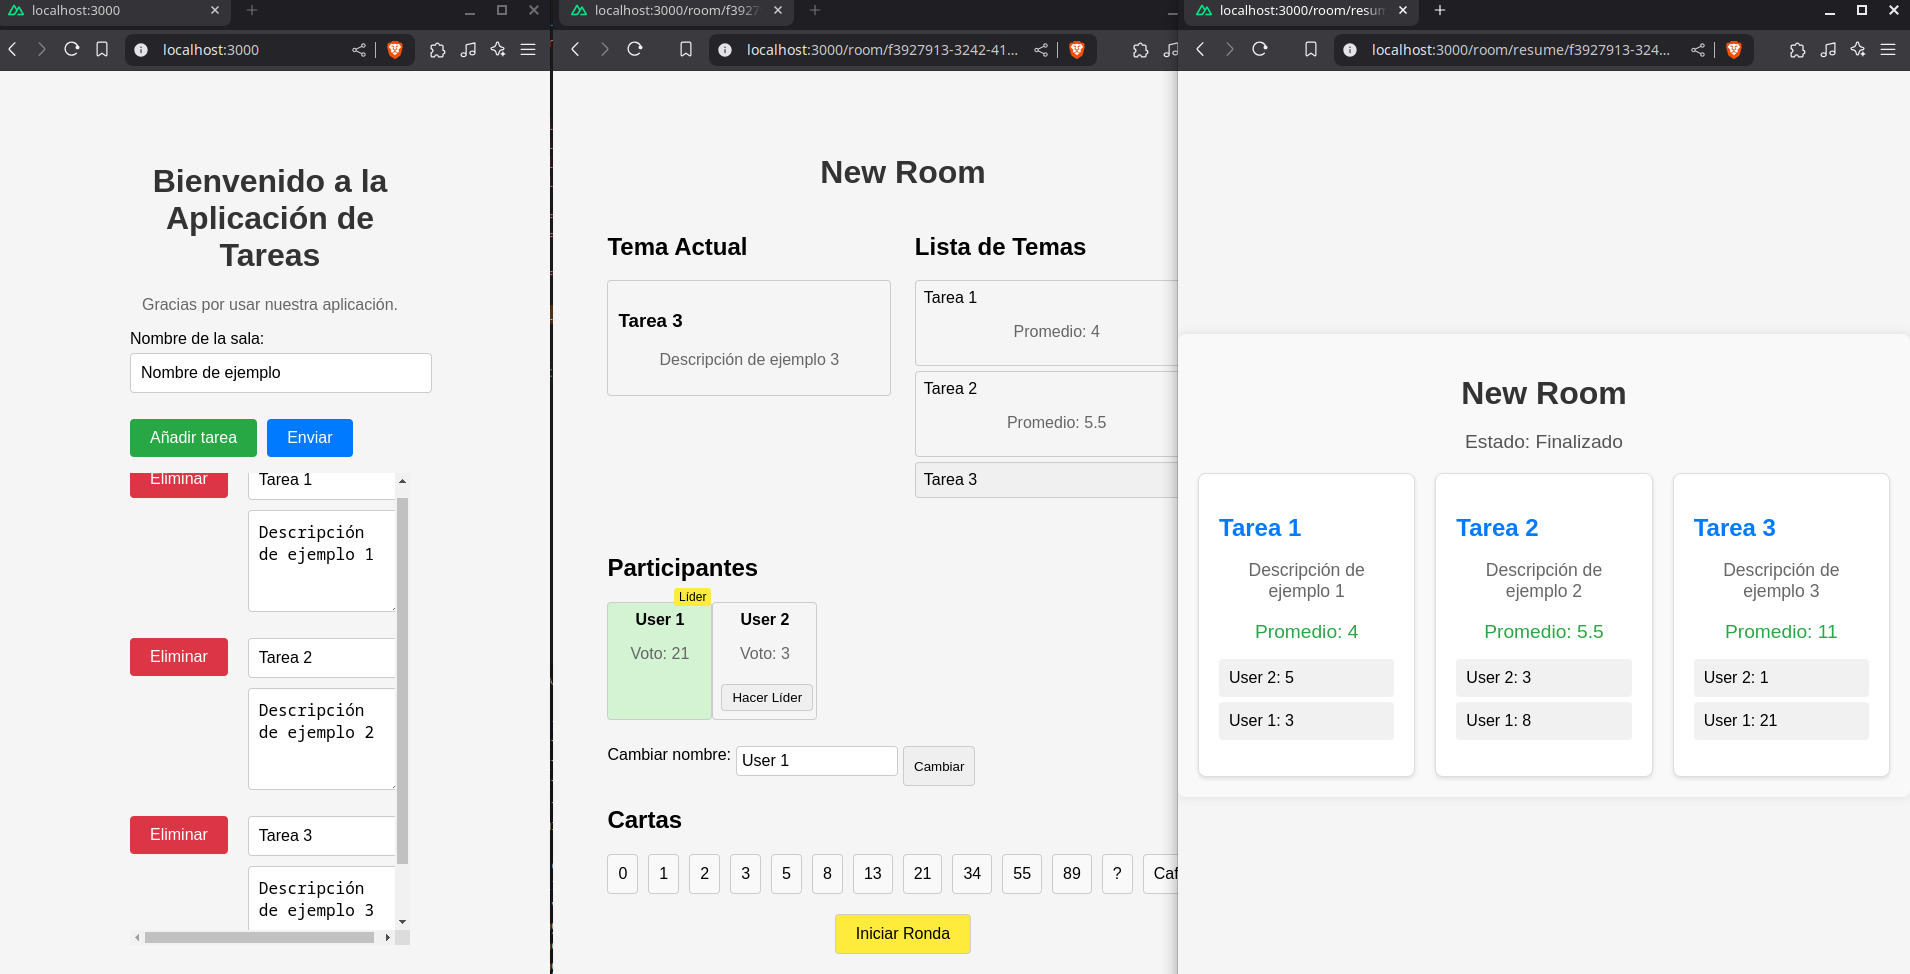 localhost:3000
localhost:3000
Bienvenido a la
Aplicación de
Tareas
Gracias por usar nuestra aplicación.
Nombre de la sala:
Nombre de ejemplo
Añadir tarea
Enviar
Eliminar
Tarea 1
Descripción
de ejemplo 1
Eliminar
Tarea 2
Descripción
de ejemplo 2
Eliminar
Tarea 3
Descripción
de ejemplo 3
localhost:3000/room/f3927
localhost:3000/room/f3927913-3242-41...
New Room
Tema Actual
Tarea 3
Descripción de ejemplo 3
Lista de Temas
Tarea 1
Promedio: 4
Tarea 2
Promedio: 5.5
Tarea 3
Participantes
Líder
User 1
Voto: 21
User 2
Voto: 3
Hacer Líder
Cambiar nombre:
User 1
Cambiar
Cartas
0
1
2
3
5
8
13
21
34
55
89
?
Caf
Iniciar Ronda
localhost:3000/room/resum
localhost:3000/room/resume/f3927913-324...
New Room
Estado: Finalizado
Tarea 1
Descripción de
ejemplo 1
Promedio: 4
User 2: 5
User 1: 3
Tarea 2
Descripción de
ejemplo 2
Promedio: 5.5
User 2: 3
User 1: 8
Tarea 3
Descripción de
ejemplo 3
Promedio: 11
User 2: 1
User 1: 21